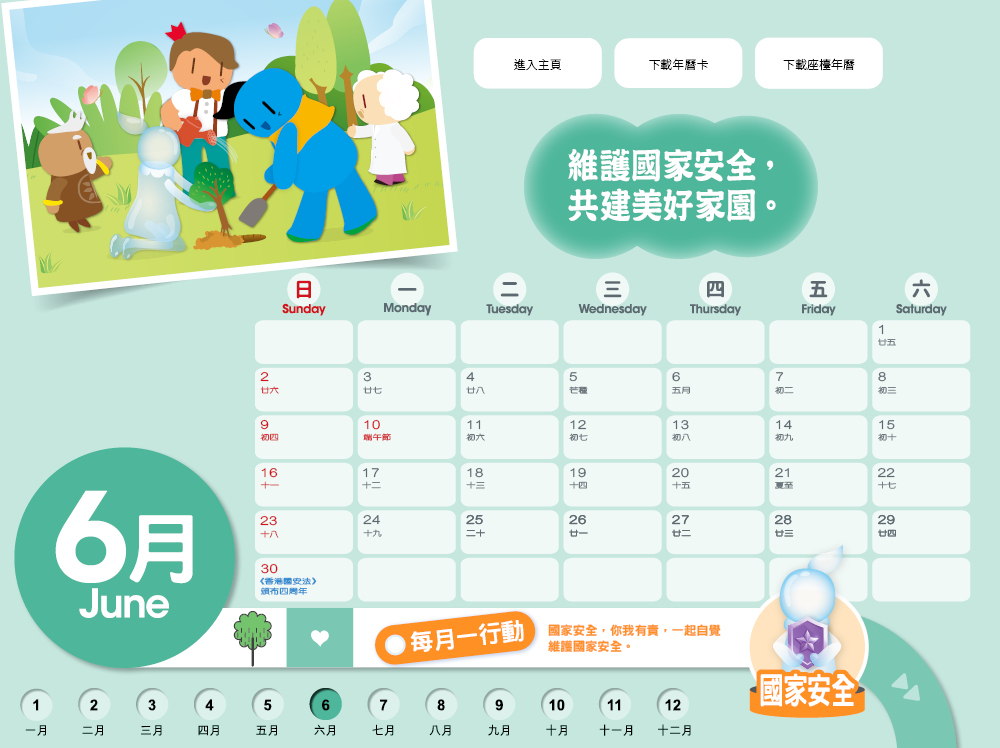 進入主頁
下載年曆卡
下載座檯年曆
維護國家安全，
共建美好家園。
日 一 二 三 四 五 六
Sunday Monday Tuesday Wednesday Thursday Friday Saturday
1
廿五
2 3 4 5 6 7 8
廿六 廿七 廿八 芒種 五月 初二 初三
9 10 11 12 13 14 15
初四 端午節 初六 初七 初八 初九 初十
16 17 18 19 20 21 22
十一 十二 十三 十四 十五 夏至 十七
23 24 25 26 27 28 29
十八 十九 二十 廿一 廿二 廿三 廿四
30
《香港國安法》
頒布四周年
6月
June
每月一行動
國家安全，你我有責，一起自覺
維護國家安全。
國家安全
1 2 3 4 5 6 7 8 9 10 11 12
一月 二月 三月 四月 五月 六月 七月 八月 九月 十月 十一月 十二月